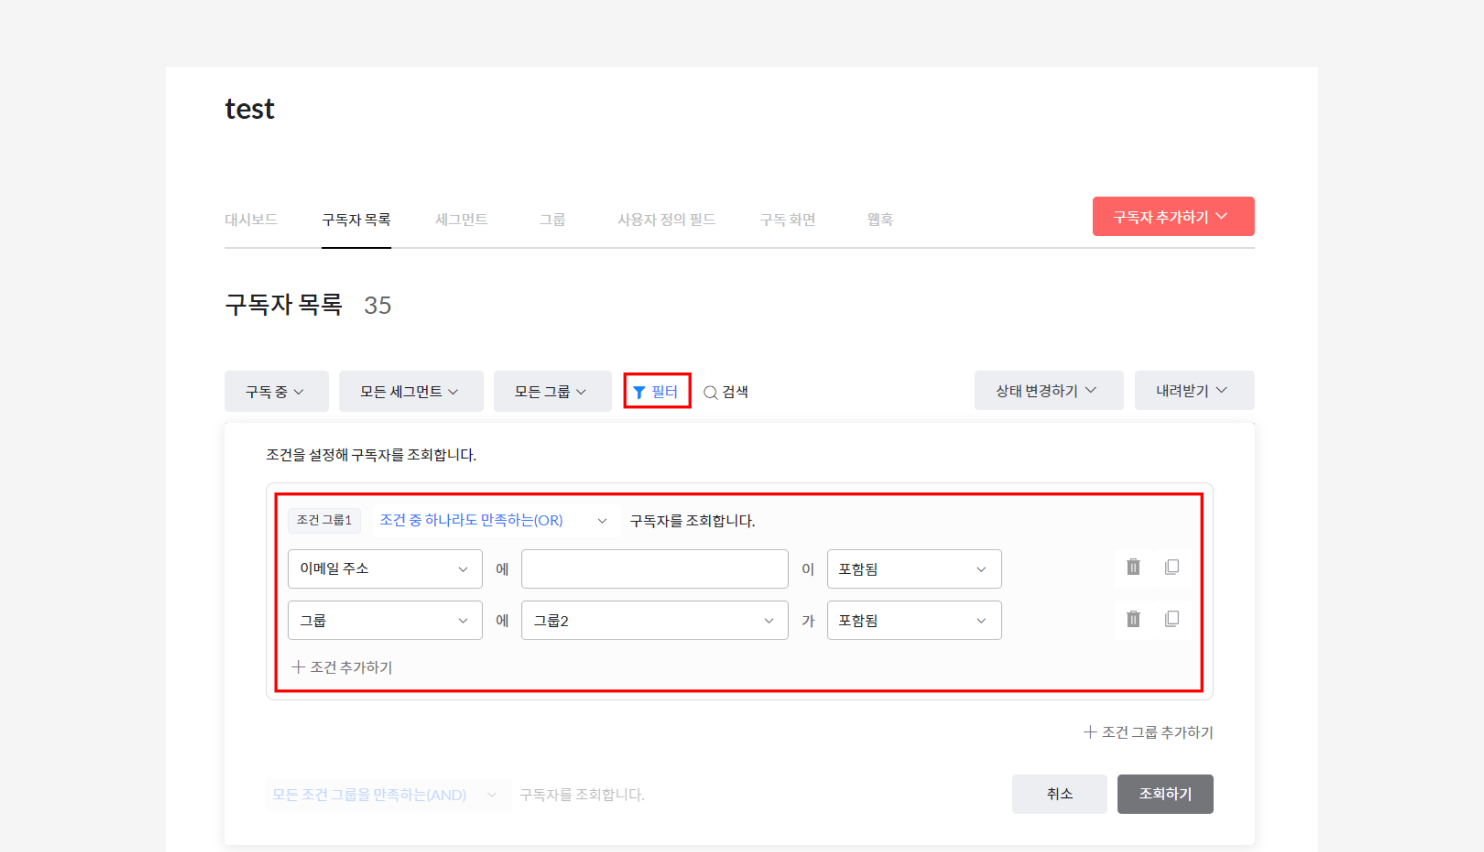 test
대시보드 구독자 목록 세그먼트 그룹 사용자 정의 필드 구독 화면 웹훅 구독자 추가하기
구독자 목록 35
구독 중 모든 세그먼트 모든 그룹 필터 검색 상태 변경하기 내려받기
조건을 설정해 구독자를 조회합니다.
조건 그룹1 조건 중 하나라도 만족하는(OR) 구독자를 조회합니다.
이메일 주소 에 이 포함됨
그룹 에 그룹2 가 포함됨
+ 조건 추가하기
+ 조건 그룹 추가하기
모든 조건 그룹을 만족하는(AND) 구독자를 조회합니다. 취소 조회하기